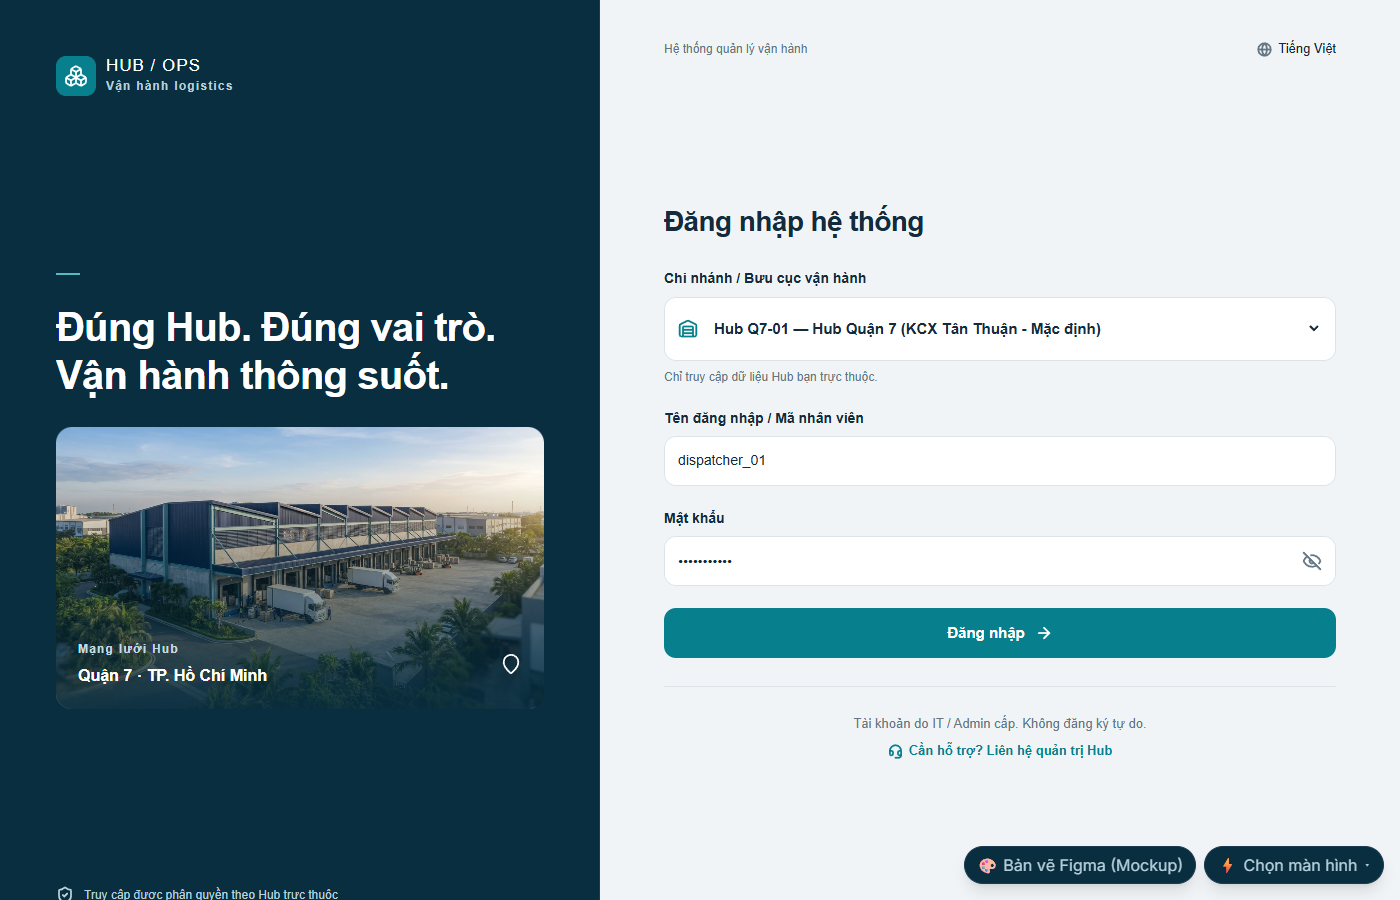 HUB / OPS
Vận hành logistics
Đúng Hub. Đúng vai trò.
Vận hành thông suốt.
Mạng lưới Hub
Quận 7 · TP. Hồ Chí Minh
Truy cập được phân quyền theo Hub trực thuộc
Hệ thống quản lý vận hành
Tiếng Việt
Đăng nhập hệ thống
Chi nhánh / Bưu cục vận hành
Hub Q7-01 — Hub Quận 7 (KCX Tân Thuận - Mặc định)
Chỉ truy cập dữ liệu Hub bạn trực thuộc.
Tên đăng nhập / Mã nhân viên
dispatcher_01
Mật khẩu
•••••••••••
Đăng nhập
Tài khoản do IT / Admin cấp. Không đăng ký tự do.
Cần hỗ trợ? Liên hệ quản trị Hub
Bản vẽ Figma (Mockup)
Chọn màn hình